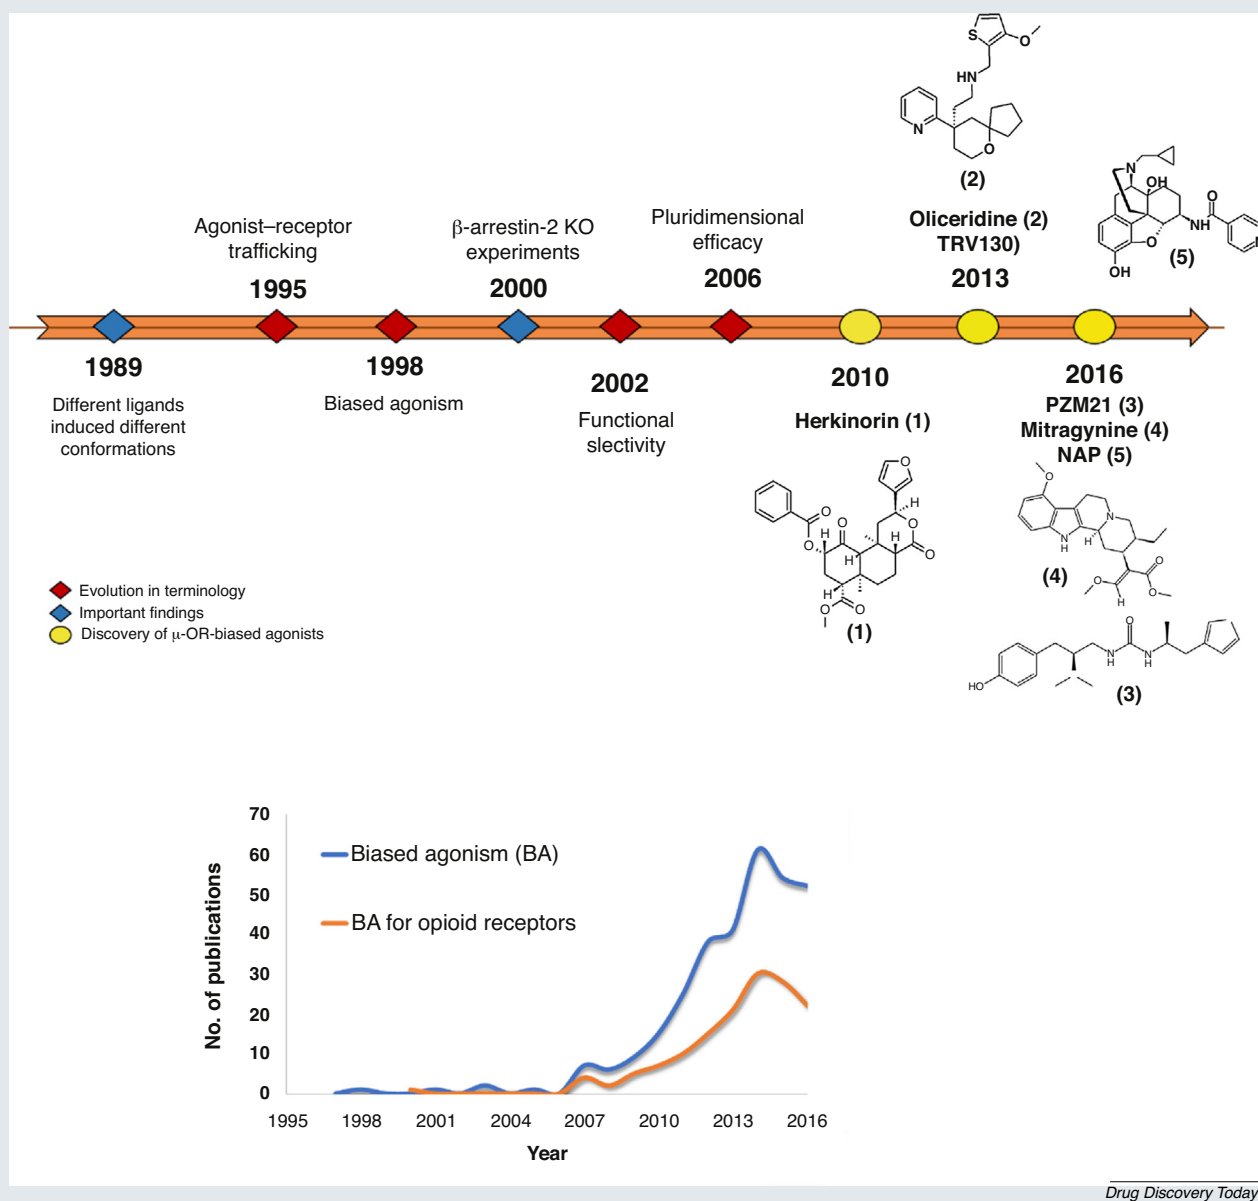 S
O
HN
N
O
(2)
Oliceridine (2)
TRV130)
2013
N
OH
O
NH
O
N
OH
(5)
Agonist–receptor
trafficking
1995
β-arrestin-2 KO
experiments
2000
Pluridimensional
efficacy
2006
1989
Different ligands
induced different
conformations
1998
Biased agonism
2002
Functional
slectivity
2010
Herkinorin (1)
2016
PZM21 (3)
Mitragynine (4)
NAP (5)
O
O
O
O
H
H
O
H
H
O
O
H
O
O
(1)
O
N
N
H
H
O
O
O
H
(4)
O
N
H
N
H
HO
(3)
Evolution in terminology
Important findings
Discovery of μ-OR-biased agonists
No. of publications
70
60
50
40
30
20
10
0
Biased agonism (BA)
BA for opioid receptors
1995 1998 2001 2004 2007 2010 2013 2016
Year
Drug Discovery Today